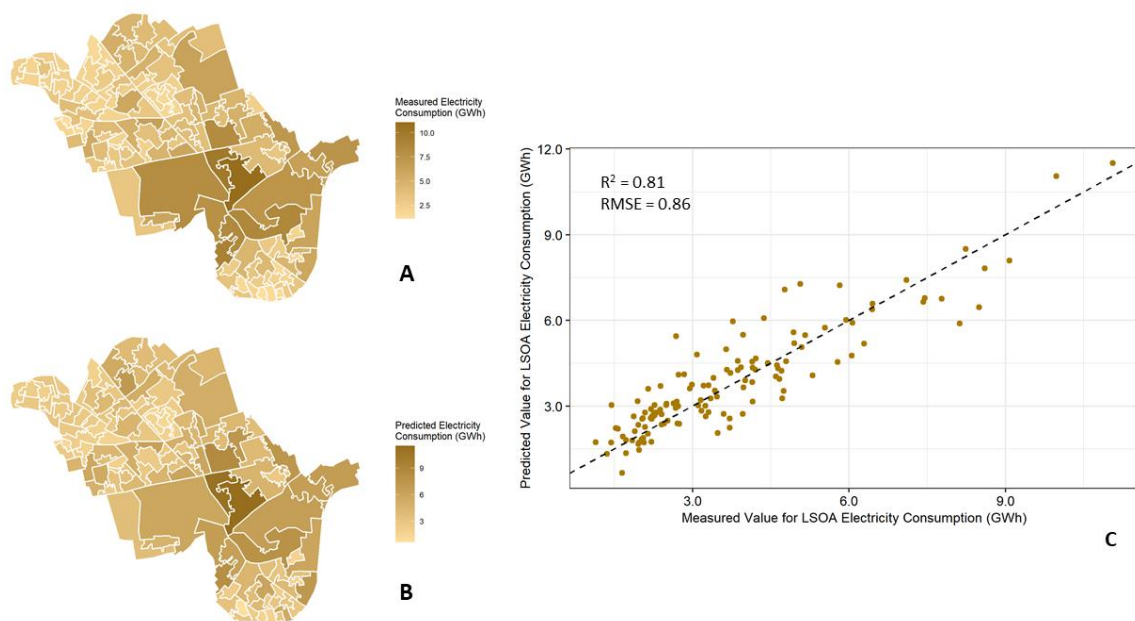 Measured Electricity
Consumption (GWh)
10.0
7.5
5.0
2.5
A
Predicted Electricity
Consumption (GWh)
9
6
3
B
Predicted Value for LSOA Electricity Consumption (GWh)
12.0
9.0
6.0
3.0
R² = 0.81
RMSE = 0.86
3.0 6.0 9.0
Measured Value for LSOA Electricity Consumption (GWh)
C